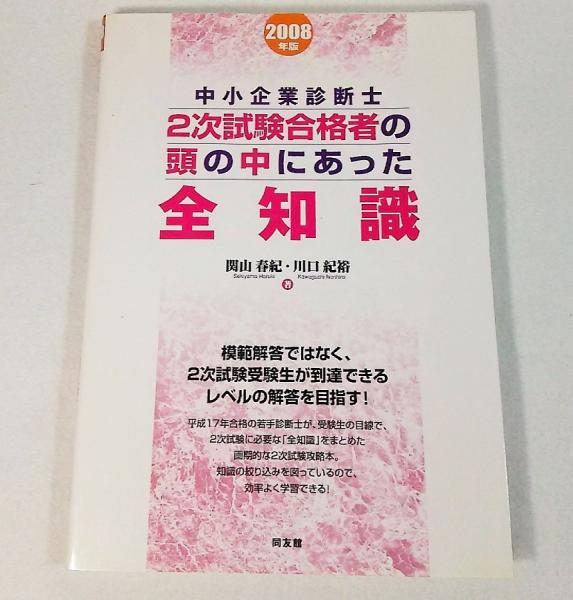 2008
年版
中小企業診断士
2次試験合格者の
頭の中にあった
全知識
関山 春紀・川口 紀裕
Sekiyama Haruki Kawaguchi Norihiro
著
模範解答ではなく、
2次試験受験生が到達できる
レベルの解答を目指す!
平成17年合格の若手診断士が、受験生の目線で、
2次試験に必要な「全知識」をまとめた
画期的な2次試験攻略本。
知識の絞り込みを図っているので、
効率よく学習できる!
同友館